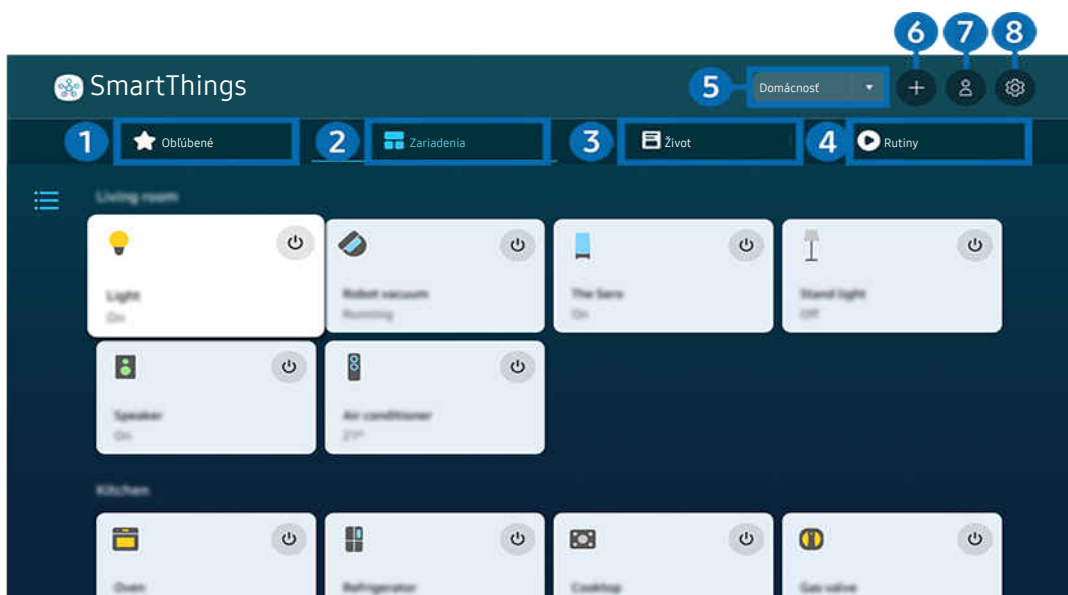 6 7 8
SmartThings
5 Domácnosť
1 Obľúbené 2 Zariadenia 3 Život 4 Rutiny
Living room
Light Robot vacuum The Sero Stand light
On Running On Off
Speaker Air conditioner
On 21°
Kitchen
Oven Refrigerator Cooktop Gas valve